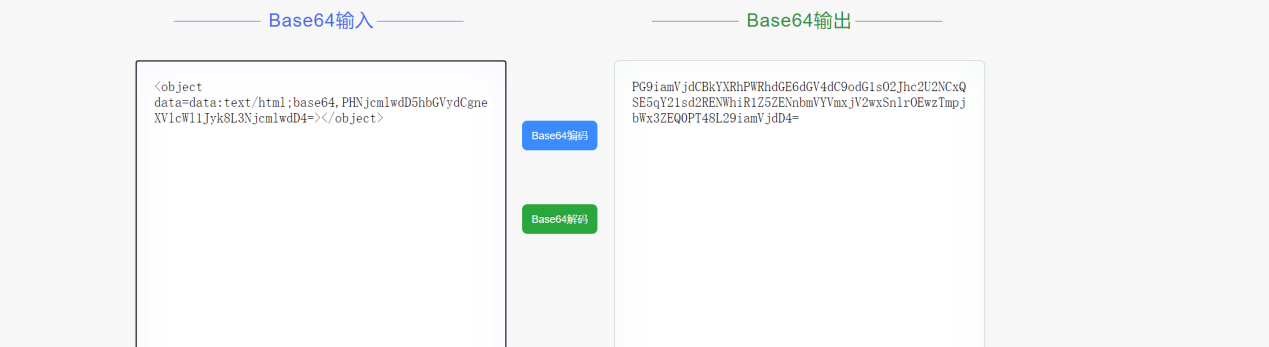 Base64输入
Base64输出
<object
data=data:text/html;base64,PHNjcmlwdD5hbGVydCgne
XVlcWl1Jyk8L3NjcmlwdD4=></object>
Base64编码
Base64解码
PG9iamVjdCBkYXRhPWRhdGE6dGV4dC9odG1sO2Jhc2U2NCxQ
SE5qY21sd2RENWhiR1Z5ZENnbmVYVmxjV2wxSnlrOEwzTmpj
bWx3ZEQ0PT48L29iamVjdD4=